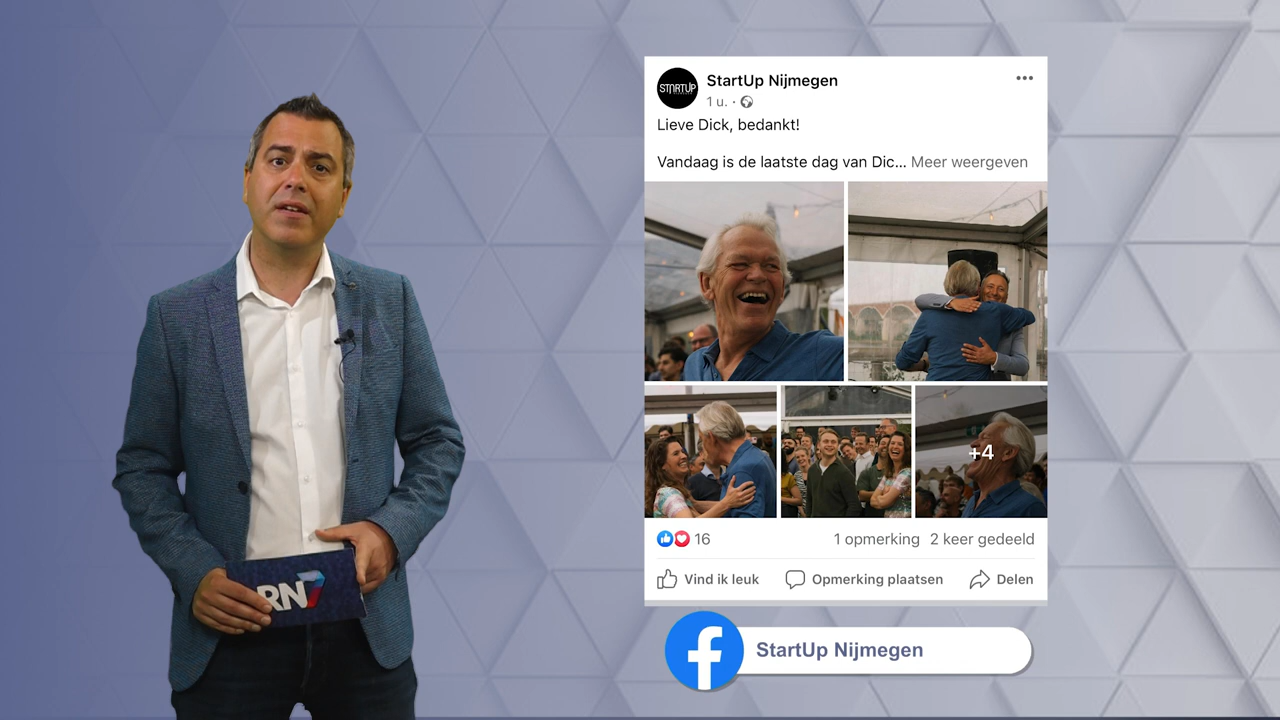 STARTUP
StartUp Nijmegen
1 u. ·
Lieve Dick, bedankt!
Vandaag is de laatste dag van Dic... Meer weergeven
+4
16 1 opmerking 2 keer gedeeld
Vind ik leuk Opmerking plaatsen Delen
RN7
StartUp Nijmegen